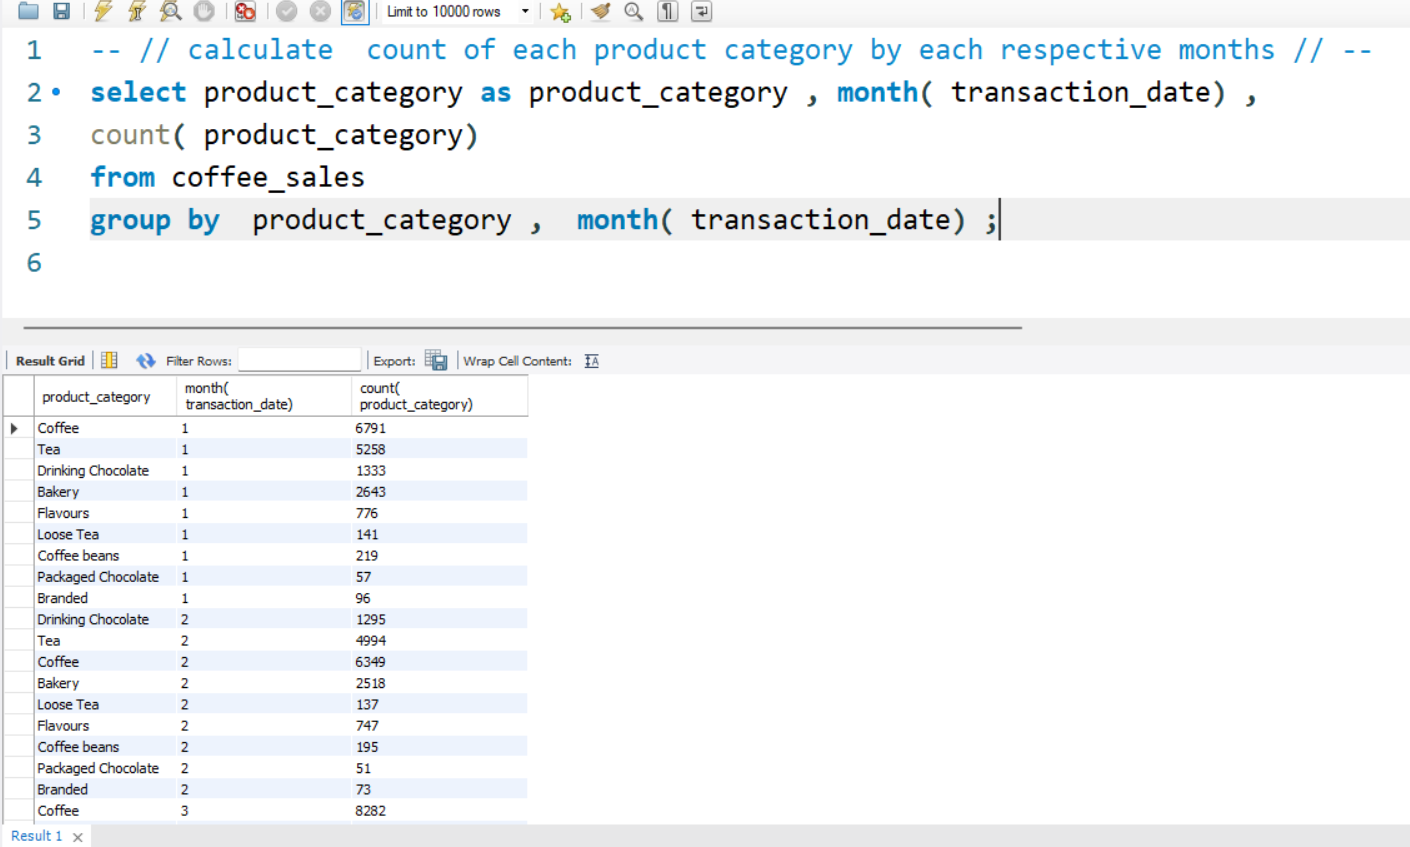 Limit to 10000 rows
1 -- // calculate  count of each product category by each respective months // --
2 select product_category as product_category , month( transaction_date) ,
3 count( product_category)
4 from coffee_sales
5 group by  product_category ,  month( transaction_date) ;
6
Result Grid Filter Rows: Export: Wrap Cell Content:
product_category month( transaction_date) count( product_category)
Coffee 1 6791
Tea 1 5258
Drinking Chocolate 1 1333
Bakery 1 2643
Flavours 1 776
Loose Tea 1 141
Coffee beans 1 219
Packaged Chocolate 1 57
Branded 1 96
Drinking Chocolate 2 1295
Tea 2 4994
Coffee 2 6349
Bakery 2 2518
Loose Tea 2 137
Flavours 2 747
Coffee beans 2 195
Packaged Chocolate 2 51
Branded 2 73
Coffee 3 8282
Result 1